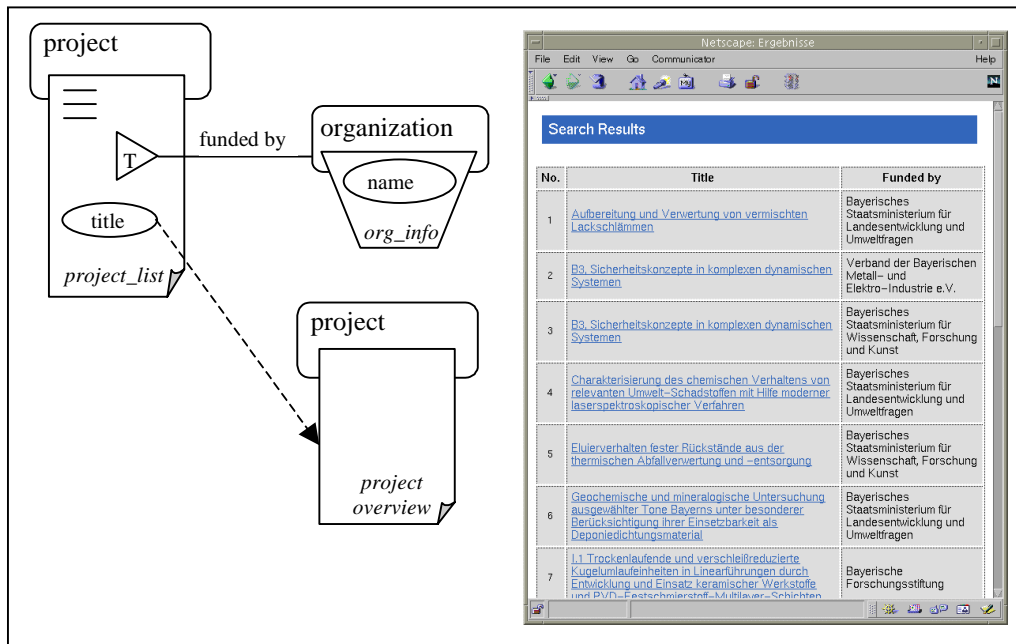 project
T
funded by
organization
name
org_info
title
project_list
project
project
overview
Netscape: Ergebnisse
File Edit View Go Communicator Help
My
N
Search Results
No. Title Funded by
1
Aufbereitung und Verwertung von vermischten
Lackschlämmen
Bayerisches
Staatsministerium für
Landesentwicklung und
Umweltfragen
2
B3, Sicherheitskonzepte in komplexen dynamischen
Systemen
Verband der Bayerischen
Metall- und
Elektro-Industrie e.V.
3
B3, Sicherheitskonzepte in komplexen dynamischen
Systemen
Bayerisches
Staatsministerium für
Wissenschaft, Forschung
und Kunst
4
Charakterisierung des chemischen Verhaltens von
relevanten Umwelt-Schadstoffen mit Hilfe moderner
laserspektroskopischer Verfahren
Bayerisches
Staatsministerium für
Landesentwicklung und
Umweltfragen
5
Eluierverhalten fester Rückstände aus der
thermischen Abfallverwertung und -entsorgung
Bayerisches
Staatsministerium für
Wissenschaft, Forschung
und Kunst
6
Geochemische und mineralogische Untersuchung
ausgewählter Tone Bayerns unter besonderer
Berücksichtigung ihrer Einsetzbarkeit als
Deponiedichtungsmaterial
Bayerisches
Staatsministerium für
Landesentwicklung und
Umweltfragen
7
I.1 Trockenlaufende und verschleißreduzierte
Kugelumlaufeinheiten in Linearführungen durch
Entwicklung und Einsatz keramischer Werkstoffe
und PVD-Festschmierstoff-Multilayer-Schichten
Bayerische
Forschungsstiftung